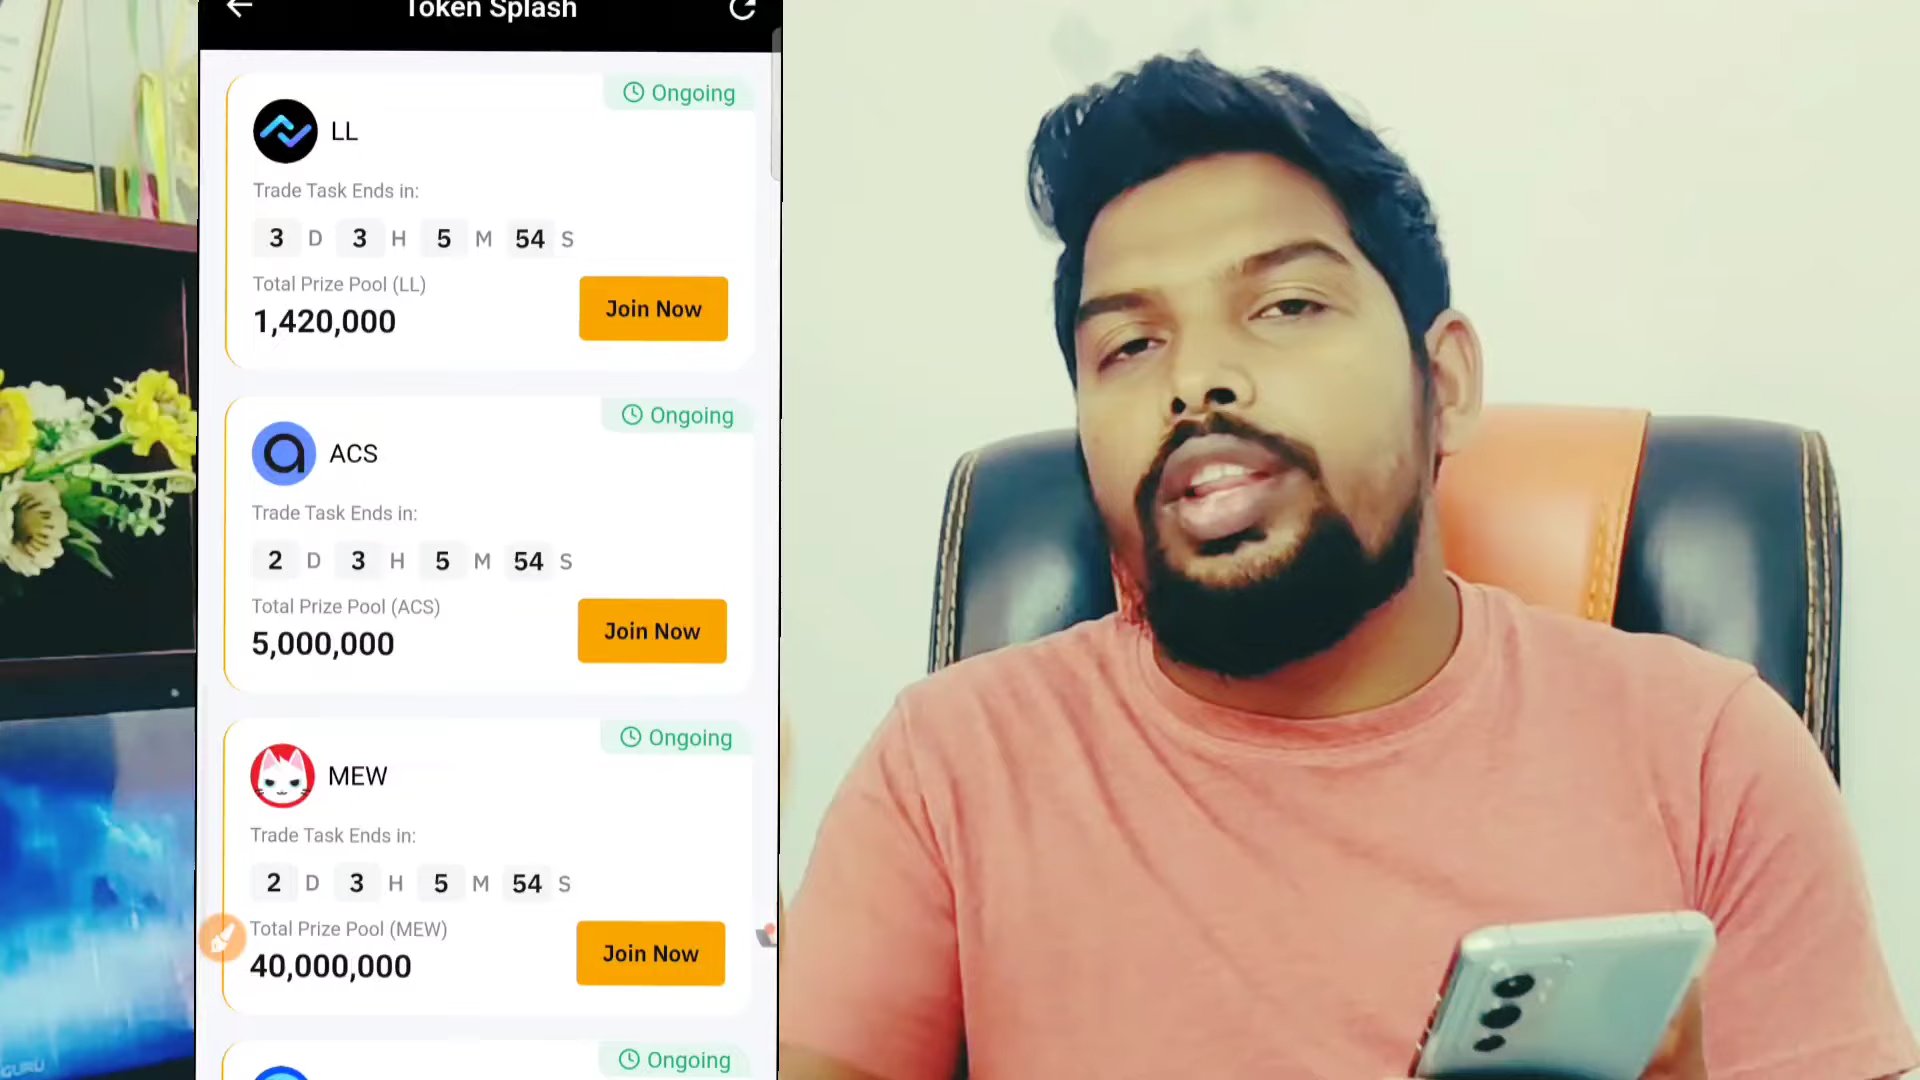 Token Splash
Ongoing
LL
Trade Task Ends in:
3 D 3 H 5 M 54 S
Total Prize Pool (LL)
1,420,000
Join Now
Ongoing
ACS
Trade Task Ends in:
2 D 3 H 5 M 54 S
Total Prize Pool (ACS)
5,000,000
Join Now
Ongoing
MEW
Trade Task Ends in:
2 D 3 H 5 M 54 S
Total Prize Pool (MEW)
40,000,000
Join Now
Ongoing
GURU